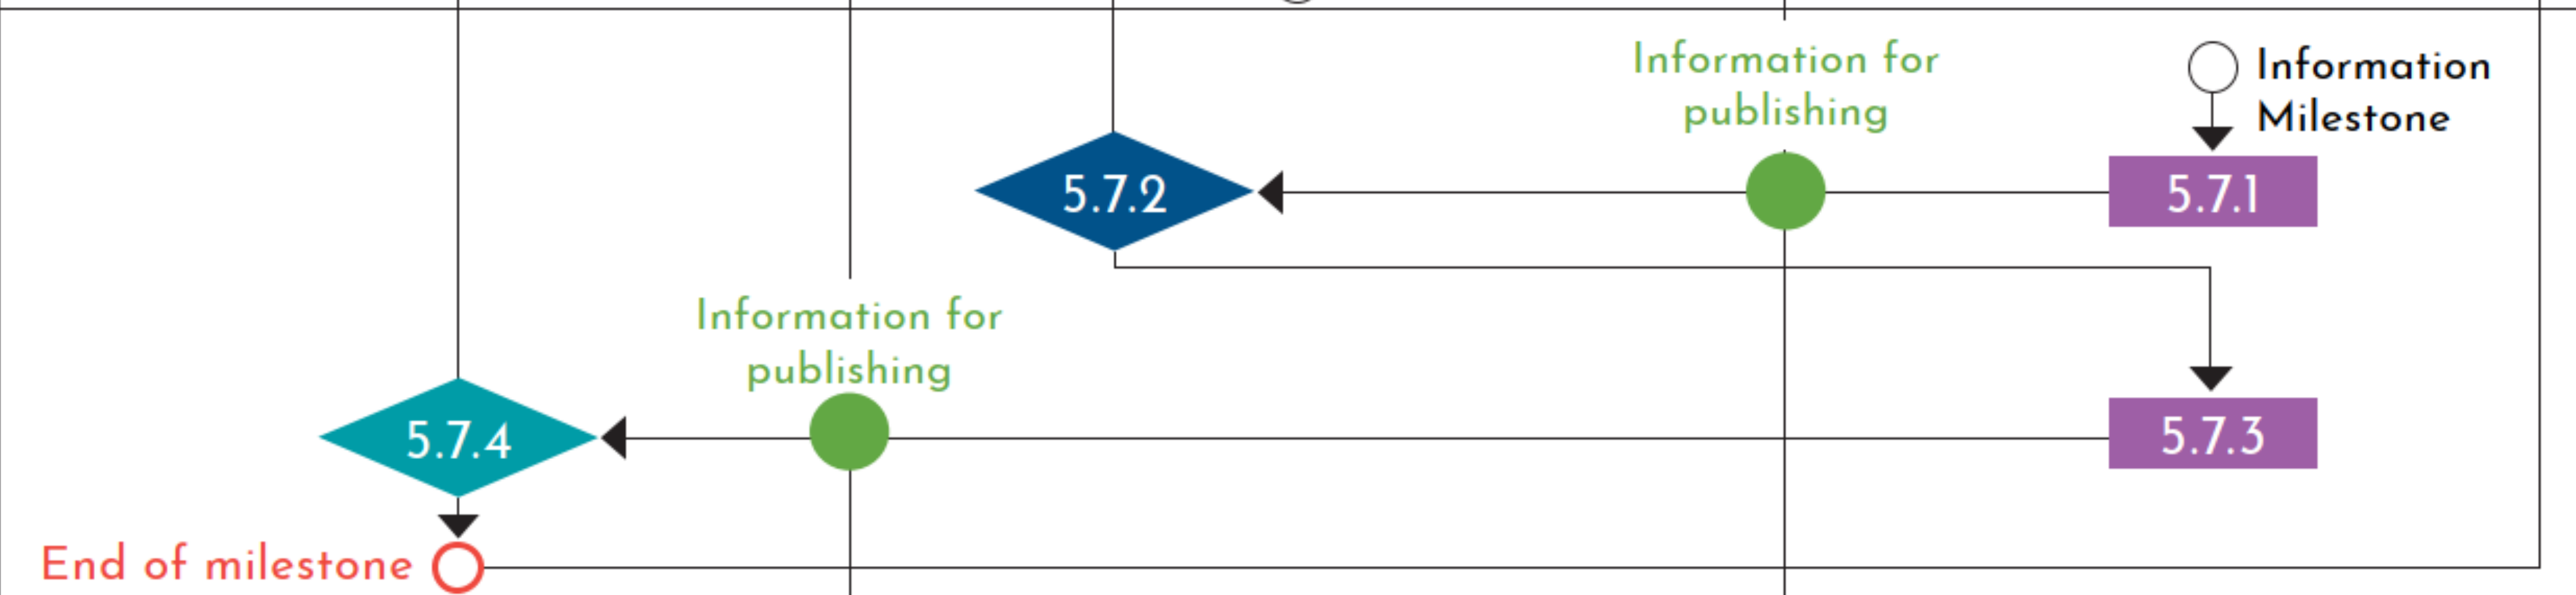 Information for
publishing
Information
Milestone
5.7.2
5.7.1
Information for
publishing
5.7.4
5.7.3
End of milestone